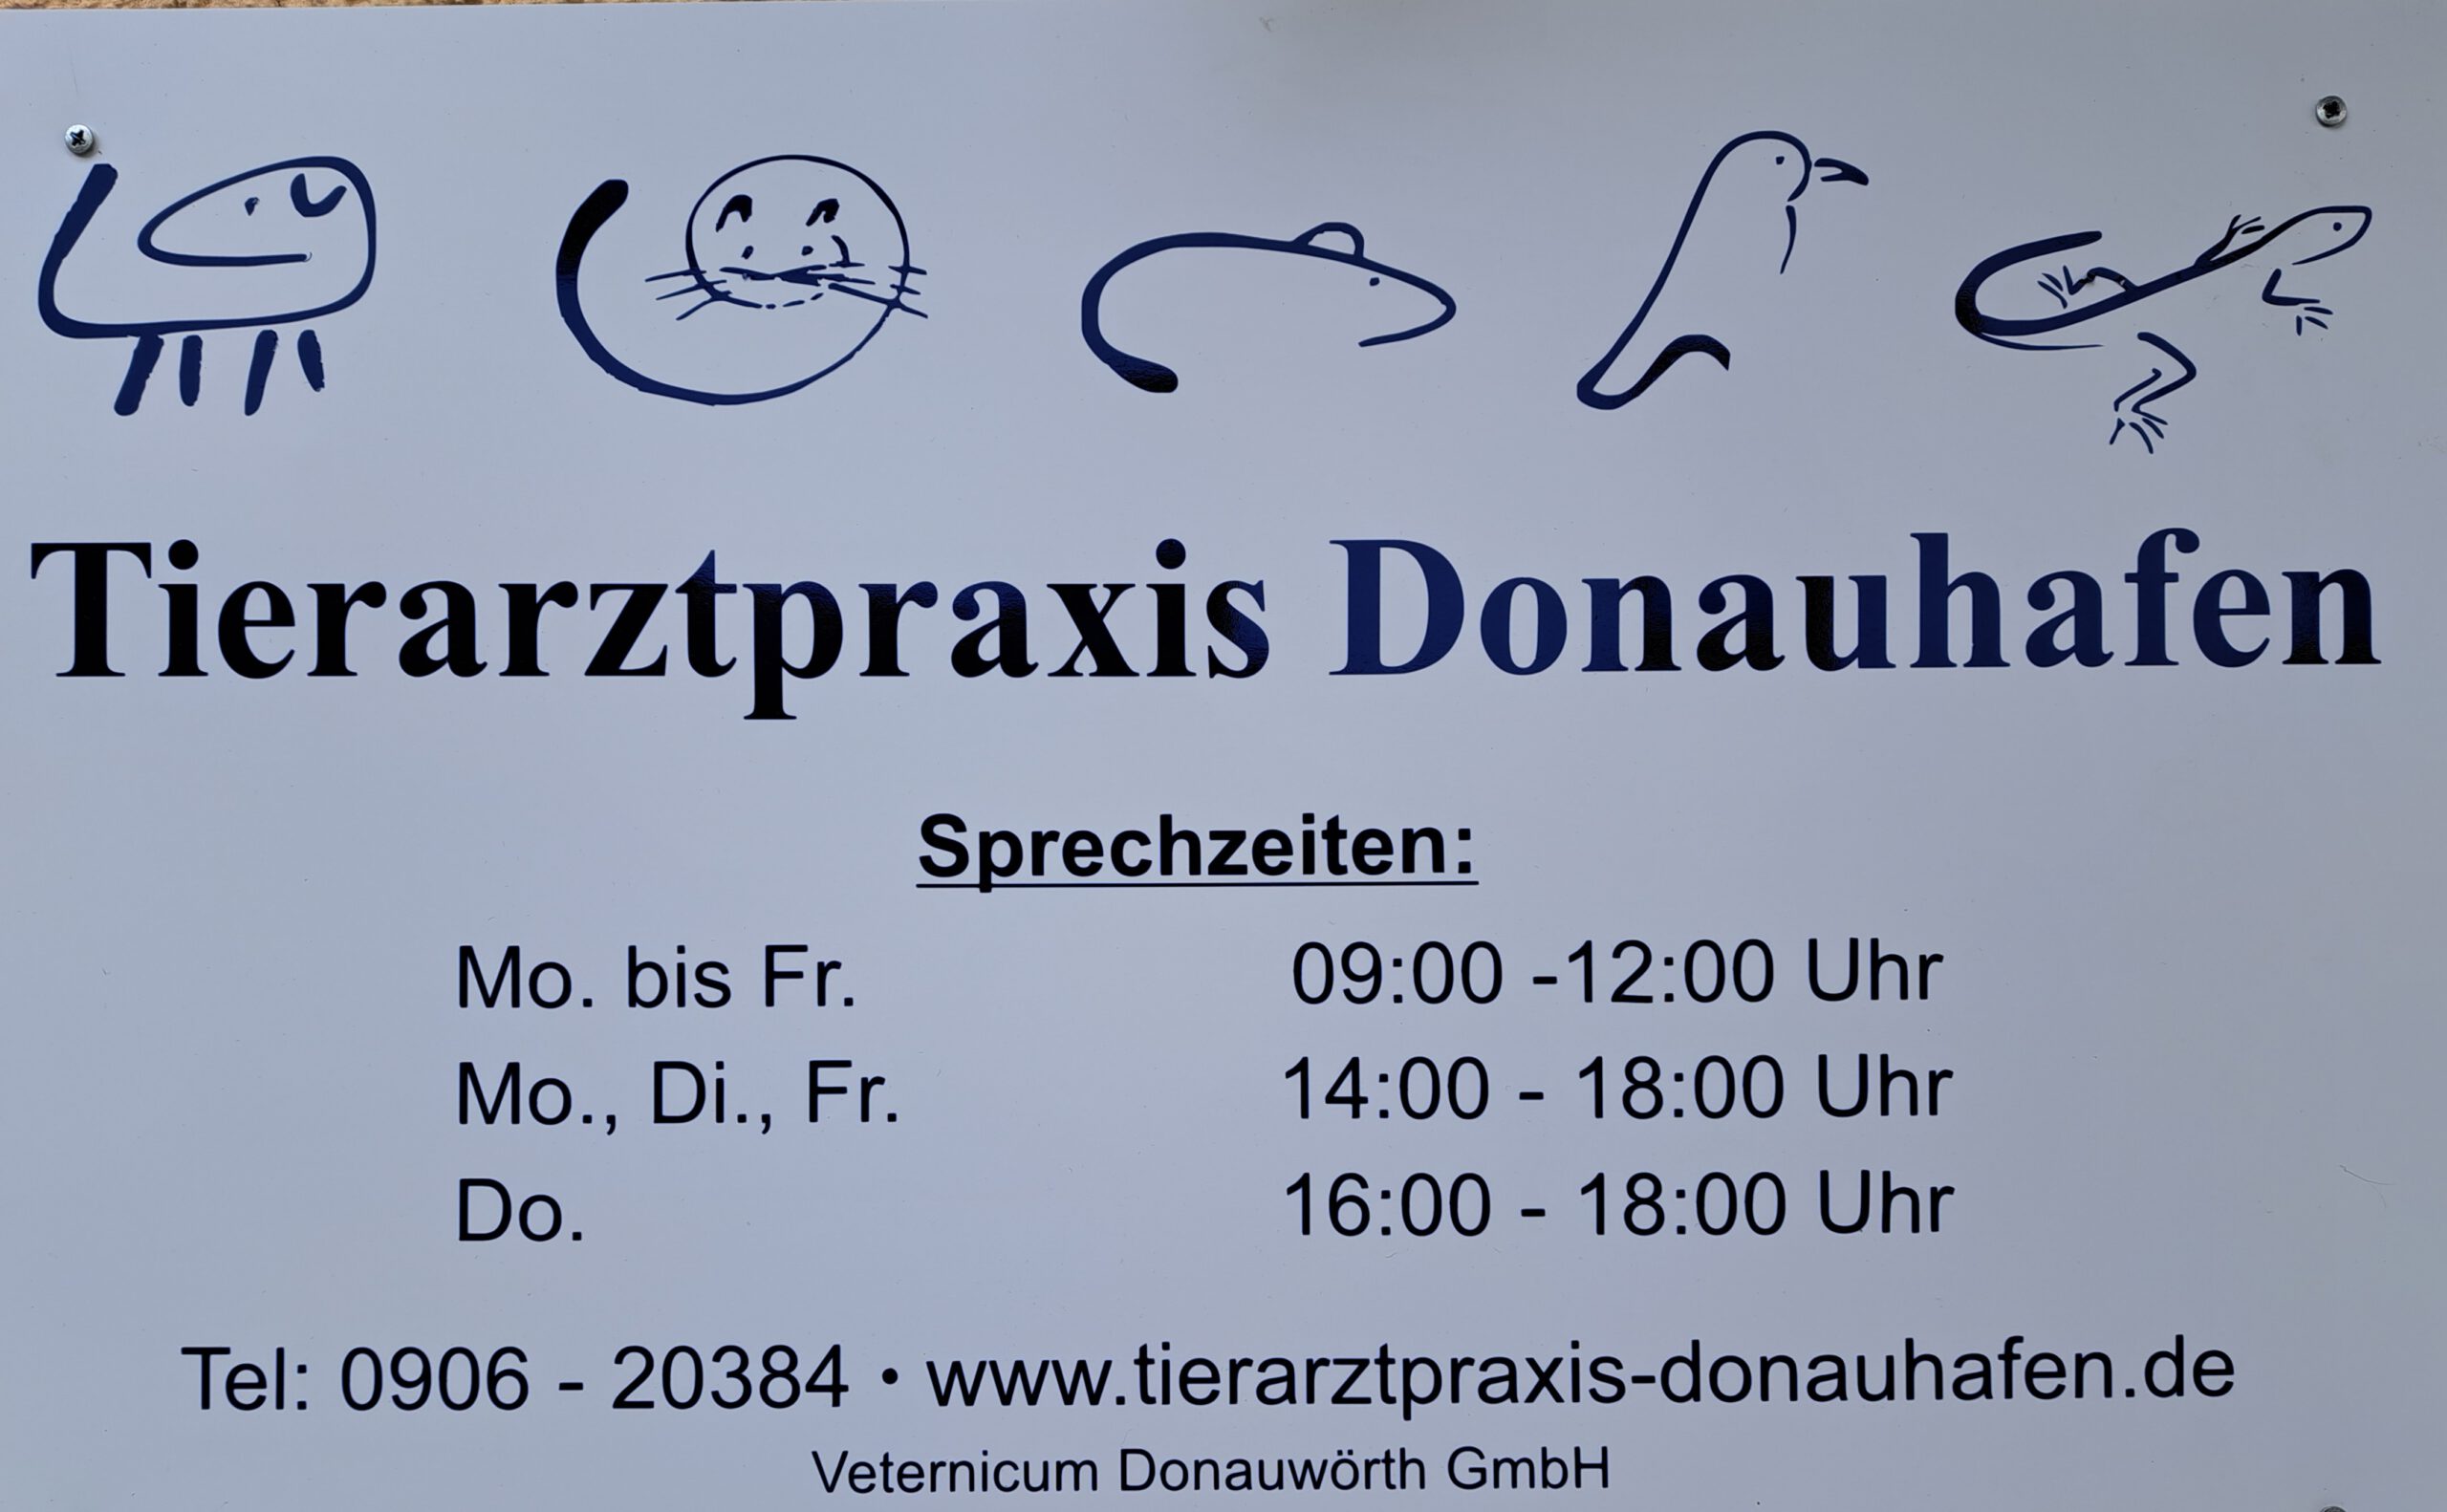 Tierarztpraxis Donauhafen
Sprechzeiten:
Mo. bis Fr. 09:00 -12:00 Uhr
Mo., Di., Fr. 14:00 - 18:00 Uhr
Do. 16:00 - 18:00 Uhr
Tel: 0906 - 20384 • www.tierarztpraxis-donauhafen.de
Veternicum Donauwörth GmbH